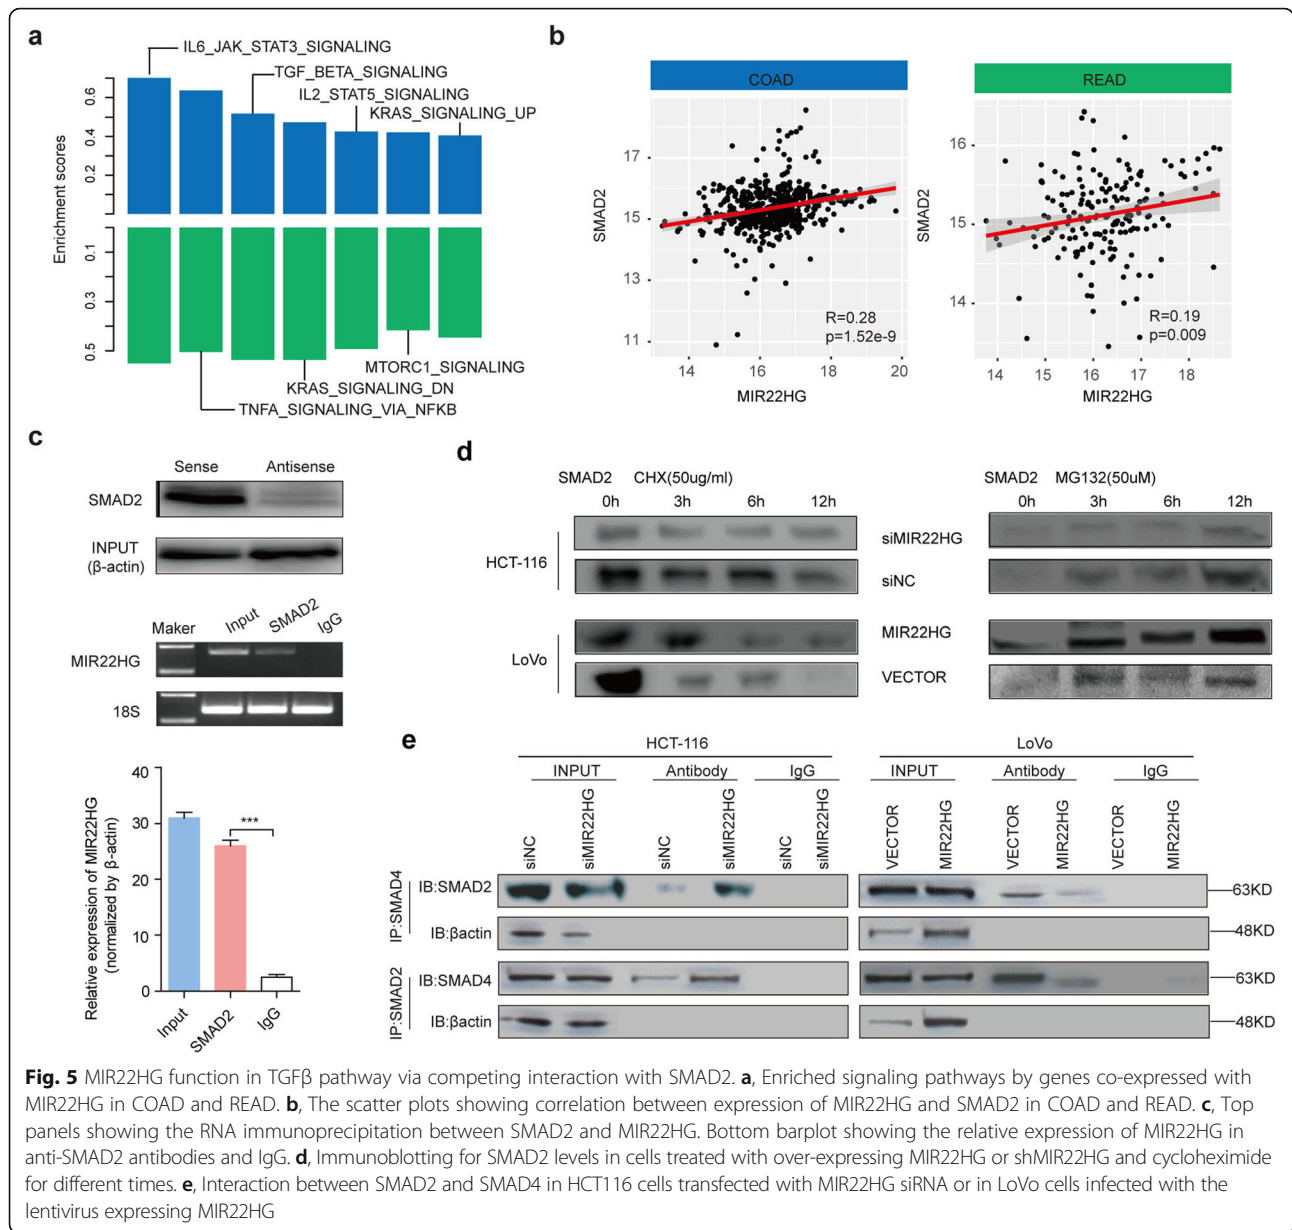 a
IL6_JAK_STAT3_SIGNALING
TGF_BETA_SIGNALING
IL2_STAT5_SIGNALING
KRAS_SIGNALING_UP
Enrichment scores
0.6
0.4
0.2
0
0.1
0.3
0.5
MTORC1_SIGNALING
KRAS_SIGNALING_DN
TNFA_SIGNALING_VIA_NFKB
b
COAD
SMAD2
17
15
13
11
R=0.28
p=1.52e-9
14 16 18 20
MIR22HG
READ
SMAD2
16
15
14
R=0.19
p=0.009
14 15 16 17 18
MIR22HG
c
Sense Antisense
SMAD2
INPUT
(β-actin)
Maker Input SMAD2 IgG
MIR22HG
18S
Relative expression of MIR22HG
(normalized by β-actin)
40
30
20
10
0
***
Input SMAD2 IgG
d
SMAD2 CHX(50ug/ml)
0h 3h 6h 12h
SMAD2 MG132(50uM)
0h 3h 6h 12h
HCT-116
siMIR22HG
siNC
LoVo
MIR22HG
VECTOR
e
HCT-116 LoVo
INPUT Antibody IgG INPUT Antibody IgG
siNC siMIR22HG siNC siMIR22HG siNC siMIR22HG VECTOR MIR22HG VECTOR MIR22HG VECTOR MIR22HG
IP:SMAD4
IB:SMAD2 63KD
IB:βactin 48KD
IP:SMAD2
IB:SMAD4 63KD
IB:βactin 48KD
Fig. 5 MIR22HG function in TGFβ pathway via competing interaction with SMAD2. a, Enriched signaling pathways by genes co-expressed with
MIR22HG in COAD and READ. b, The scatter plots showing correlation between expression of MIR22HG and SMAD2 in COAD and READ. c, Top
panels showing the RNA immunoprecipitation between SMAD2 and MIR22HG. Bottom barplot showing the relative expression of MIR22HG in
anti-SMAD2 antibodies and IgG. d, Immunoblotting for SMAD2 levels in cells treated with over-expressing MIR22HG or shMIR22HG and cycloheximide
for different times. e, Interaction between SMAD2 and SMAD4 in HCT116 cells transfected with MIR22HG siRNA or in LoVo cells infected with the
lentivirus expressing MIR22HG